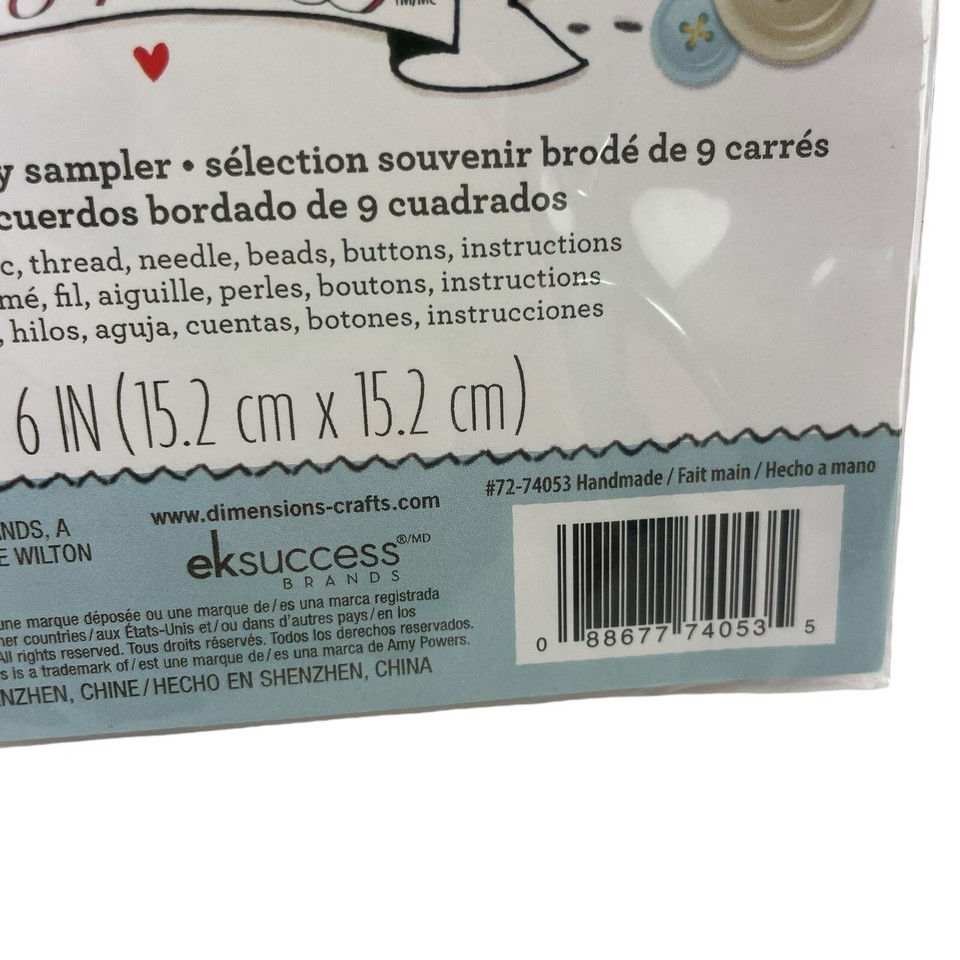 TM/MC
y sampler • sélection souvenir brodé de 9 carrés
cuerdos bordado de 9 cuadrados
c, thread, needle, beads, buttons, instructions
mé, fil, aiguille, perles, boutons, instructions
, hilos, aguja, cuentas, botones, instrucciones
6 IN (15.2 cm x 15.2 cm)
#72-74053 Handmade / Fait main / Hecho a mano
www.dimensions-crafts.com
NDS, A
E WILTON
eksuccess®/MD
BRANDS
une marque déposée ou une marque de/es una marca registrada
her countries/aux États-Unis et/ou dans d'autres pays/en los
All rights reserved. Tous droits réservés. Todos los derechos reservados.
s is a trademark of/est une marque de/es una marca de Amy Powers.
NZHEN, CHINE/HECHO EN SHENZHEN, CHINA
0 88677 74053 5